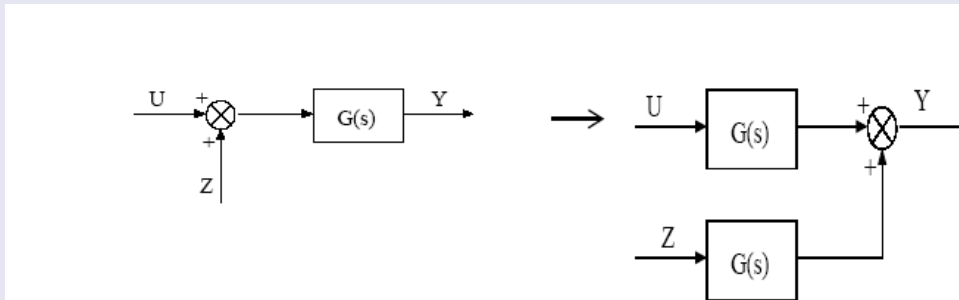 U + G(s) Y
+
Z
U G(s) + Y
+
Z G(s)